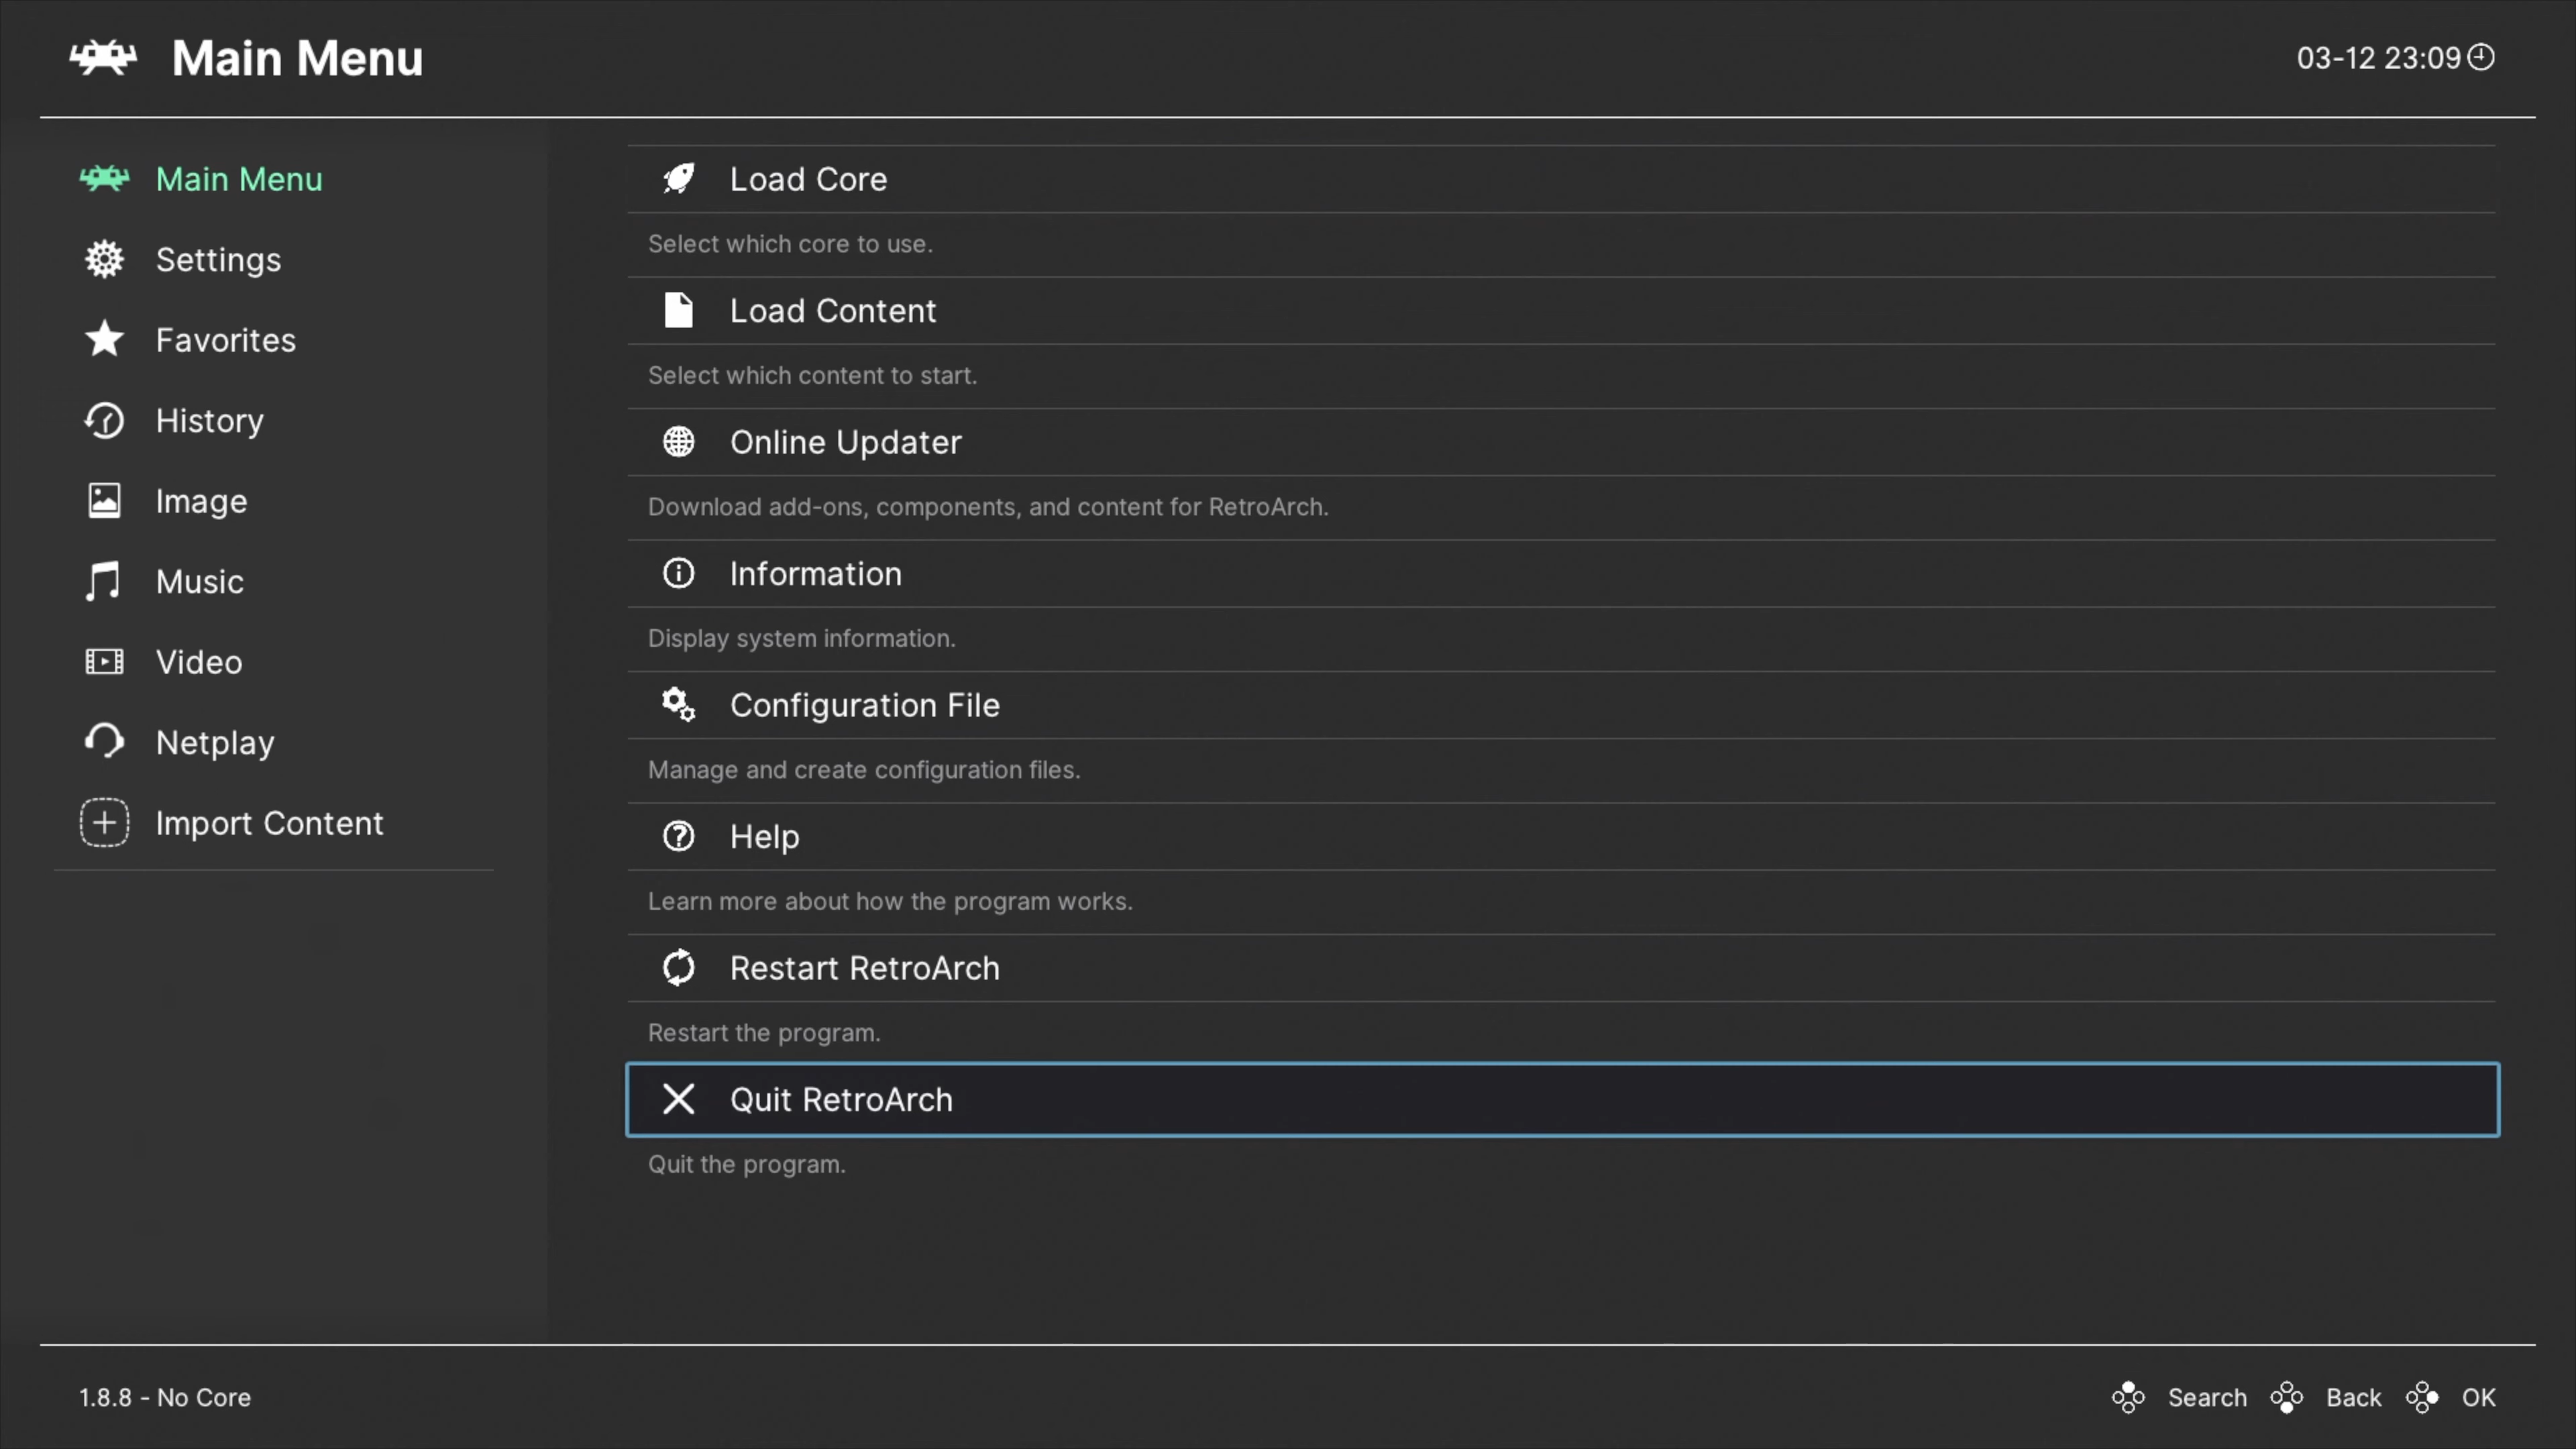 Main Menu
03-12 23:09
Main Menu
Settings
Favorites
History
Image
Music
Video
Netplay
Import Content
Load Core
Select which core to use.
Load Content
Select which content to start.
Online Updater
Download add-ons, components, and content for RetroArch.
Information
Display system information.
Configuration File
Manage and create configuration files.
Help
Learn more about how the program works.
Restart RetroArch
Restart the program.
Quit RetroArch
Quit the program.
1.8.8 - No Core
Search Back OK